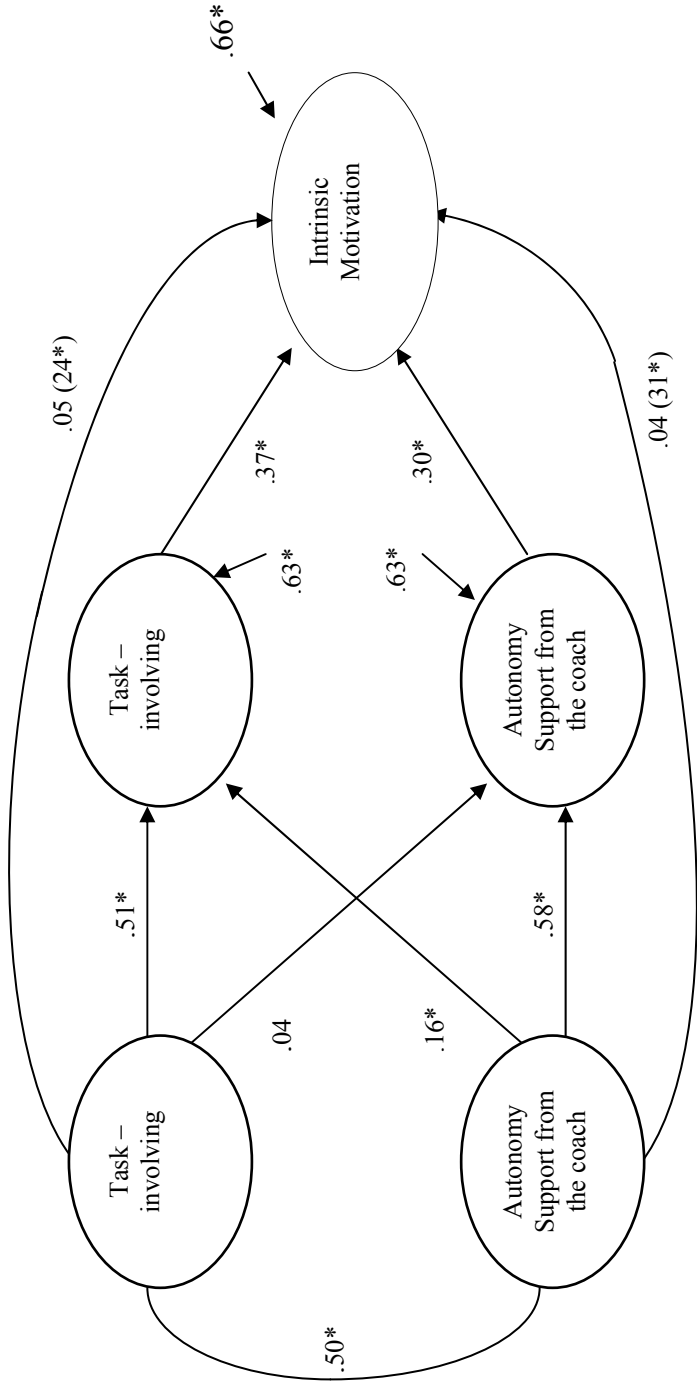 .05 (24*)
Task –
involving
.51*
Task –
involving
.66*
.37*
.04
.63*
Intrinsic
Motivation
.50*
.63*
.30*
.16*
Autonomy
Support from
the coach
.58*
Autonomy
Support from
the coach
.04 (31*)